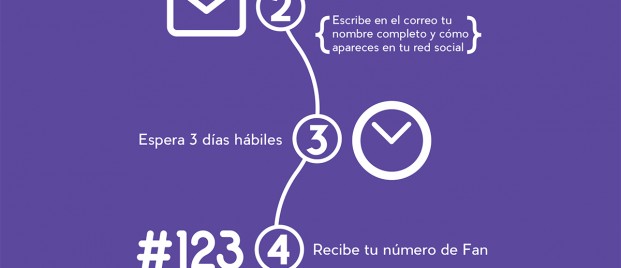 2
Escribe en el correo tu
nombre completo y cómo
apareces en tu red social
Espera 3 días hábiles
3
#123
4
Recibe tu número de Fan